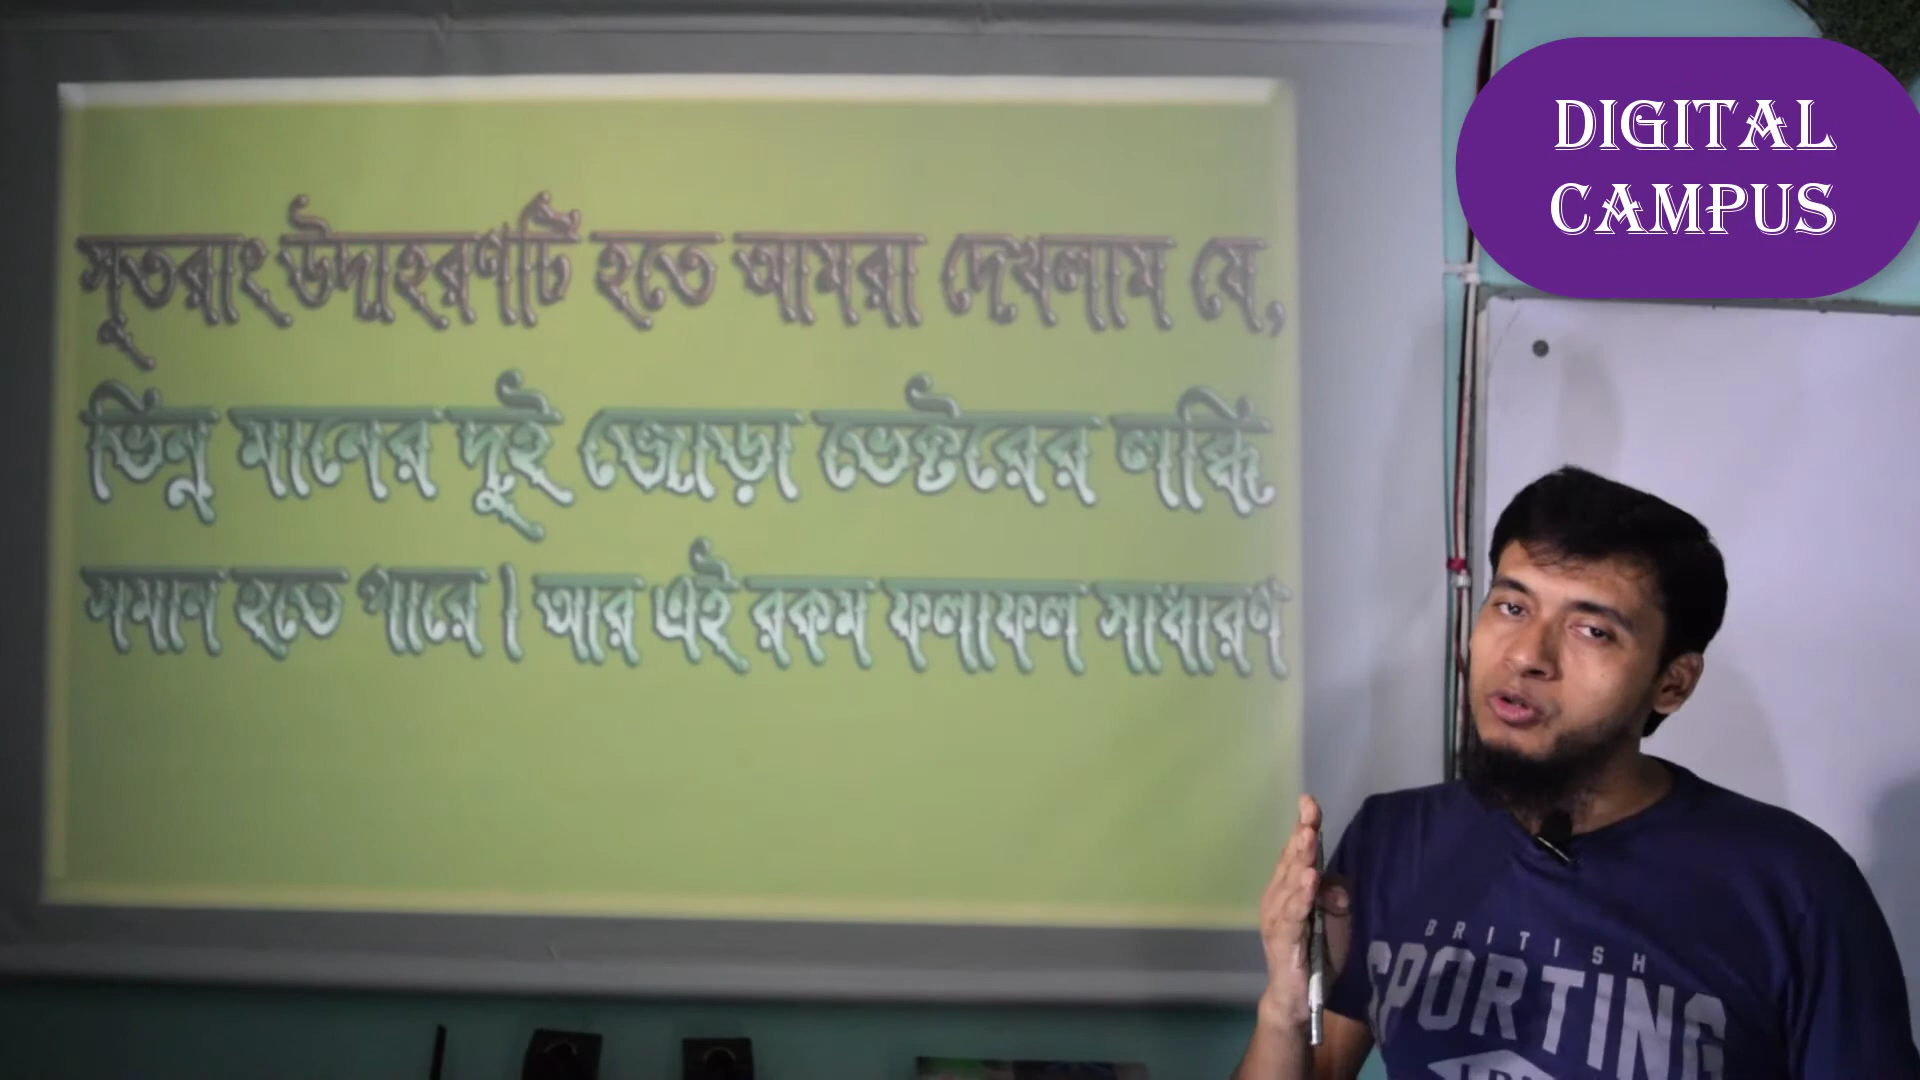 সুতরাং উদাহরণটি হতে আমরা দেখলাম যে,
ভিন্ন মানের দুই জোড়া ভেক্টরের লব্ধি
সমান হতে পারে। আর এই রকম ফলাফল সাধারণ
DIGITAL
CAMPUS
BRITISH
SPORTING